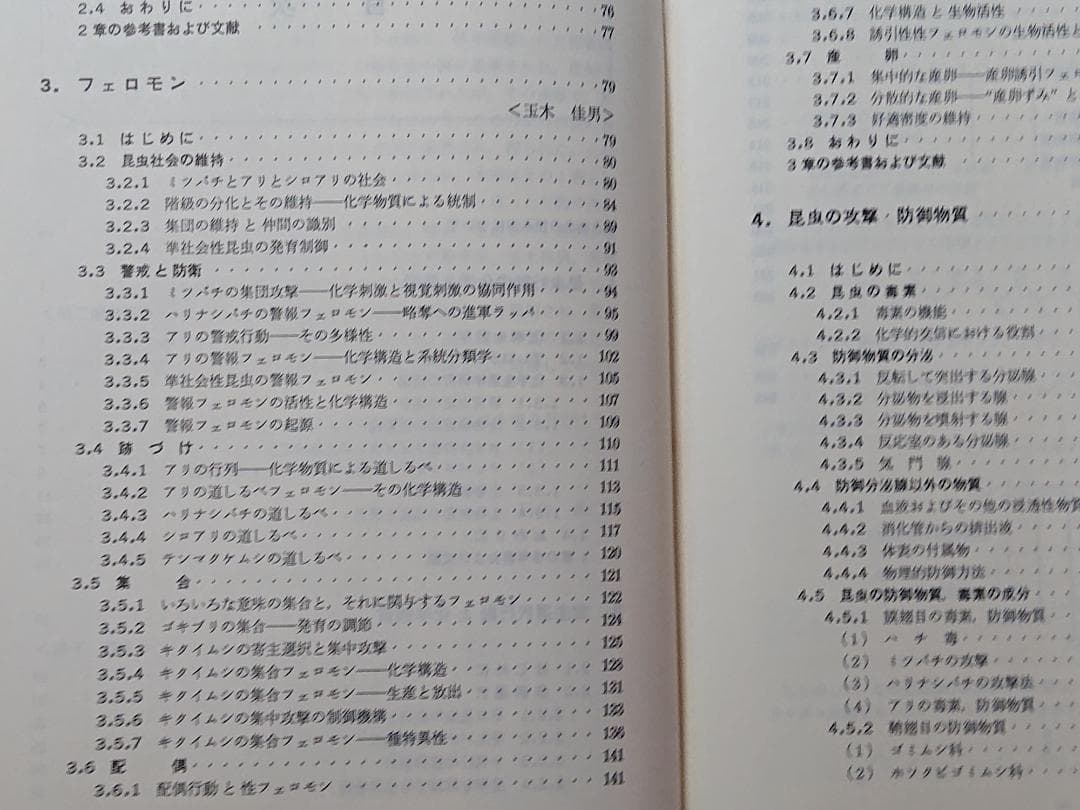 2.4 おわりに 76
2章の参考書および文献 77
3. フェロモン 79
<玉木 佳男>
3.1 はじめに 79
3.2 昆虫社会の維持 80
3.2.1 ミツバチとアリとシロアリの社会 80
3.2.2 階級の分化とその維持——化学物質による統制 84
3.2.3 集団の維持と仲間の識別 89
3.2.4 準社会性昆虫の発育制御 91
3.3 警戒と防衛 93
3.3.1 ミツバチの集団攻撃——化学刺激と視覚刺激の協同作用 94
3.3.2 ハリナシバチの警報フェロモン——略奪への進軍ラッパ 95
3.3.3 アリの警戒行動——その多様性 99
3.3.4 アリの警報フェロモン——化学構造と系統分類学 102
3.3.5 準社会性昆虫の警報フェロモン 105
3.3.6 警報フェロモンの活性と化学構造 107
3.3.7 警報フェロモンの起源 109
3.4 跡づけ 110
3.4.1 アリの行列——化学物質による道しるべ 111
3.4.2 アリの道しるべフェロモン——その化学構造 113
3.4.3 ハリナシバチの道しるべ 115
3.4.4 シロアリの道しるべ 117
3.4.5 テンマクケムシの道しるべ 120
3.5 集合 121
3.5.1 いろいろな意味の集合と，それに関与するフェロモン 122
3.5.2 ゴキブリの集合——発育の調節 124
3.5.3 キクイムシの寄主選択と集中攻撃 125
3.5.4 キクイムシの集合フェロモン——化学構造 128
3.5.5 キクイムシの集合フェロモン——生産と放出 131
3.5.6 キクイムシの集中攻撃の制御機構 133
3.5.7 キクイムシの集合フェロモン——種特異性 136
3.6 配偶 141
3.6.1 配偶行動と性フェロモン 141
3.6.7 化学構造と生物活性
3.6.8 誘引性性フェロモンの生物活性と
3.7 産卵
3.7.1 集中的な産卵——産卵誘引フェ
3.7.2 分散的な産卵——"産卵ずみ"と
3.7.3 好適密度の維持
3.8 おわりに
3章の参考書および文献
4. 昆虫の攻撃・防御物質
4.1 はじめに
4.2 昆虫の毒素
4.2.1 毒素の機能
4.2.2 化学的交信における役割
4.3 防御物質の分泌
4.3.1 反転して突出する分泌腺
4.3.2 分泌物を浸出する腺
4.3.3 分泌物を噴射する腺
4.3.4 反応室のある分泌腺
4.3.5 気門腺
4.4 防御分泌腺以外の物質
4.4.1 血液およびその他の浸透性物質
4.4.2 消化管からの排出液
4.4.3 体表の付属物
4.4.4 物理的防御方法
4.5 昆虫の防御物質，毒素の成分
4.5.1 膜翅目の毒素，防御物質
(1) ハチ毒
(2) ミツバチの攻撃
(3) ハリナシバチの攻撃法
(4) アリの毒素，防御物質
4.5.2 鞘翅目の防御物質
(1) ゴミムシ科
(2) ホソクビゴミムシ科